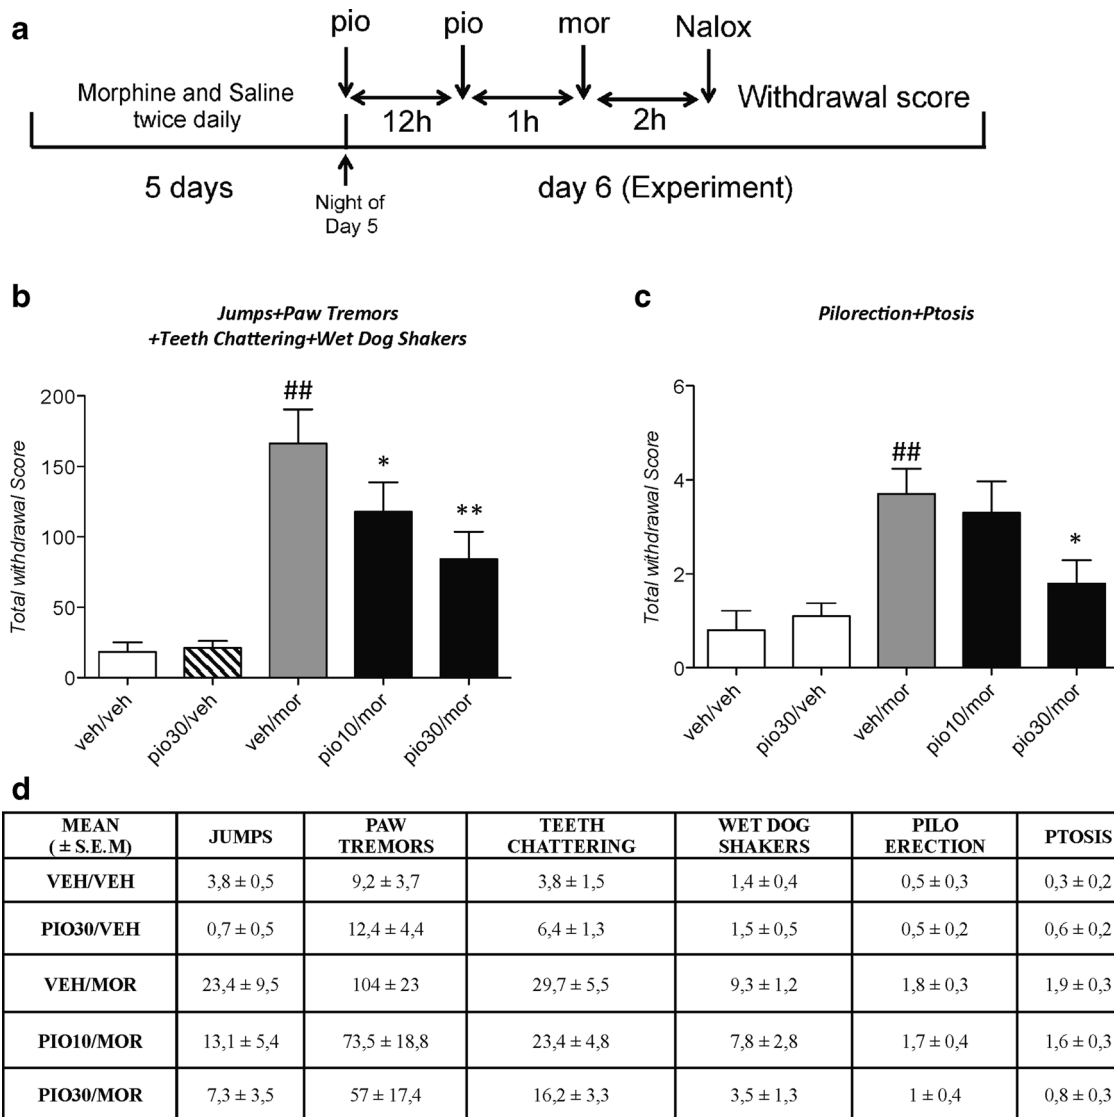 a
pio
pio
mor
Nalox
Morphine and Saline
twice daily
12h
1h
2h
Withdrawal score
5 days
Night of
Day 5
day 6 (Experiment)
b
Jumps+Paw Tremors
+Teeth Chattering+Wet Dog Shakers
Total withdrawal Score
200
150
100
50
0
##
*
**
veh/veh
pio30/veh
veh/mor
pio10/mor
pio30/mor
c
Pilorection+Ptosis
Total withdrawal Score
6
4
2
0
##
*
veh/veh
pio30/veh
veh/mor
pio10/mor
pio30/mor
d
MEAN
( ± S.E.M) JUMPS PAW
TREMORS TEETH
CHATTERING WET DOG
SHAKERS PILO
ERECTION PTOSIS
VEH/VEH 3,8 ± 0,5 9,2 ± 3,7 3,8 ± 1,5 1,4 ± 0,4 0,5 ± 0,3 0,3 ± 0,2
PIO30/VEH 0,7 ± 0,5 12,4 ± 4,4 6,4 ± 1,3 1,5 ± 0,5 0,5 ± 0,2 0,6 ± 0,2
VEH/MOR 23,4 ± 9,5 104 ± 23 29,7 ± 5,5 9,3 ± 1,2 1,8 ± 0,3 1,9 ± 0,3
PIO10/MOR 13,1 ± 5,4 73,5 ± 18,8 23,4 ± 4,8 7,8 ± 2,8 1,7 ± 0,4 1,6 ± 0,3
PIO30/MOR 7,3 ± 3,5 57 ± 17,4 16,2 ± 3,3 3,5 ± 1,3 1 ± 0,4 0,8 ± 0,3